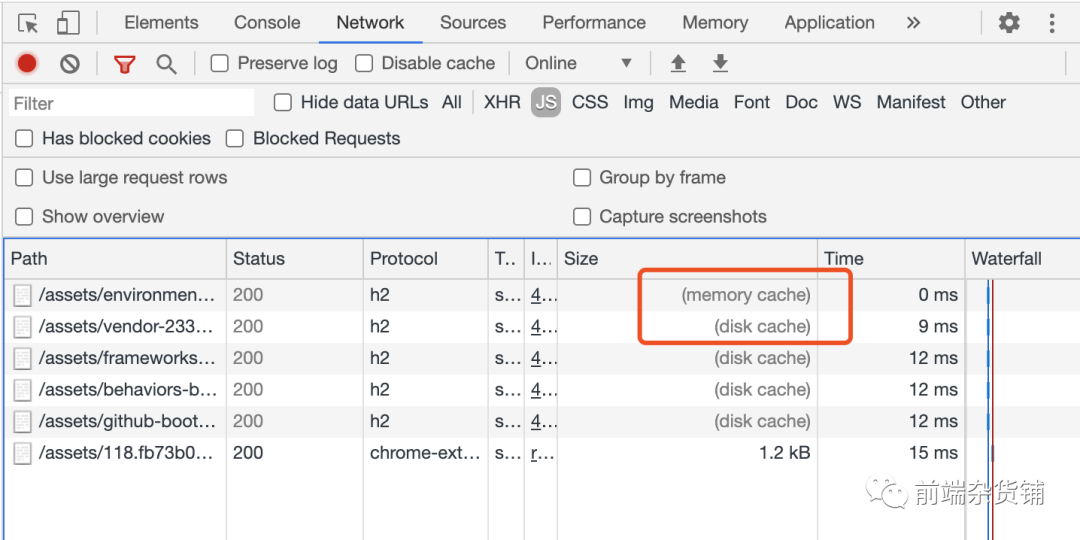 Elements Console Network Sources Performance Memory Application »
Preserve log Disable cache Online ▼
Filter Hide data URLs All XHR JS CSS Img Media Font Doc WS Manifest Other
Has blocked cookies Blocked Requests
Use large request rows Group by frame
Show overview Capture screenshots
Path Status Protocol T... I... Size Time Waterfall
/assets/environmen... 200 h2 s... 4... (memory cache) 0 ms
/assets/vendor-233... 200 h2 s... 4... (disk cache) 9 ms
/assets/frameworks... 200 h2 s... 4... (disk cache) 12 ms
/assets/behaviors-b... 200 h2 s... 4... (disk cache) 12 ms
/assets/github-boot... 200 h2 s... 4... (disk cache) 12 ms
/assets/118.fb73b0... 200 chrome-ext... s... r... 1.2 kB 15 ms
前端杂货铺